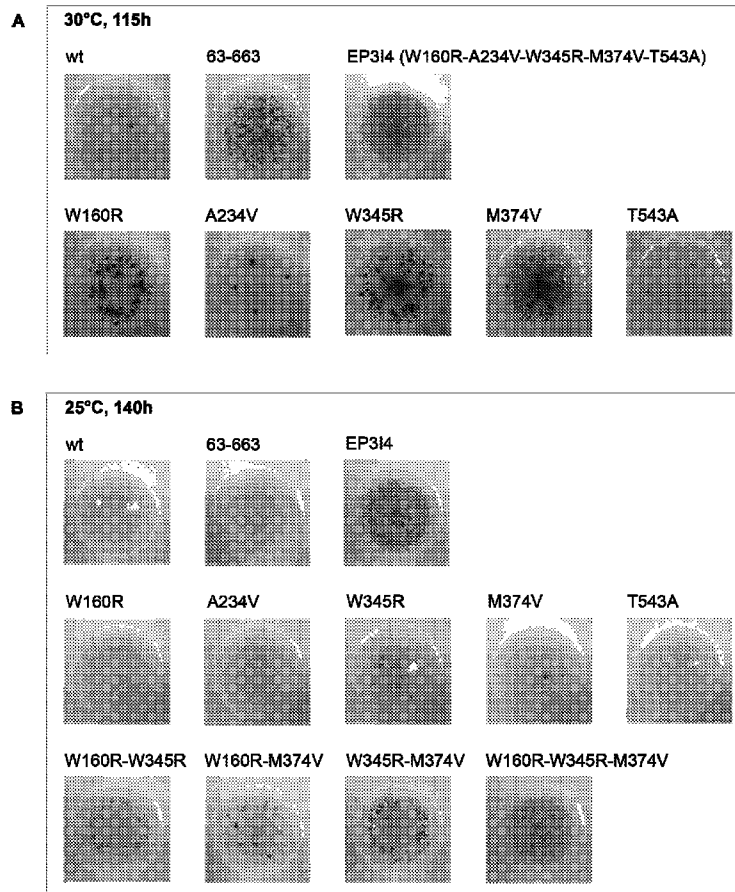 A
30°C, 115h
wt 63-663 EP3I4 (W160R-A234V-W345R-M374V-T543A)
W160R A234V W345R M374V T543A
B
25°C, 140h
wt 63-663 EP3I4
W160R A234V W345R M374V T543A
W160R-W345R W160R-M374V W345R-M374V W160R-W345R-M374V